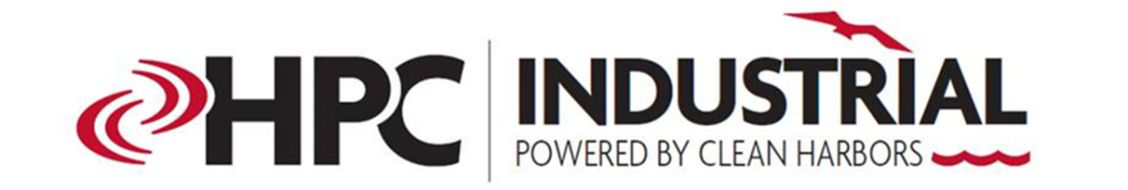 HPC
INDUSTRIAL
POWERED BY CLEAN HARBORS